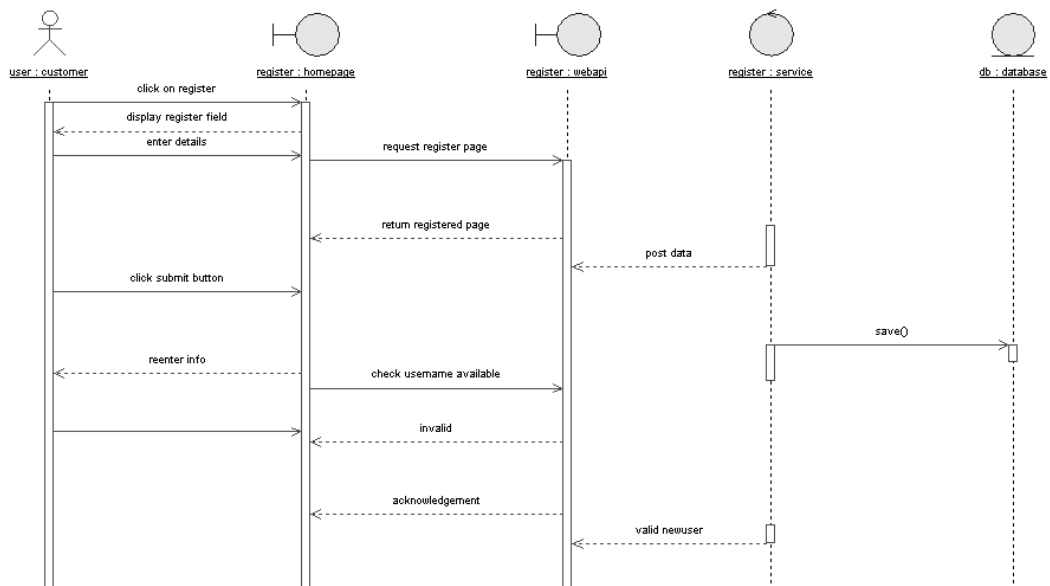 user : customer
register : homepage
register : webapi
register : service
db : database
click on register
display register field
enter details
request register page
return registered page
post data
click submit button
save()
reenter info
check username available
invalid
acknowledgement
valid newuser